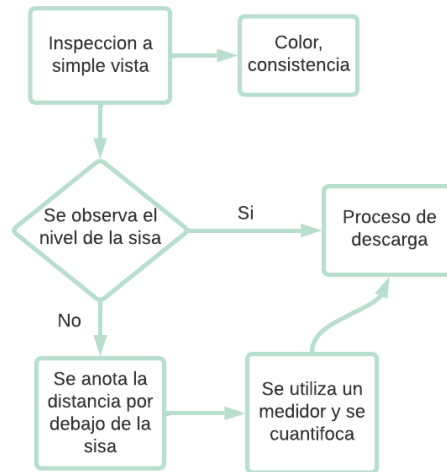 Inspeccion a
simple vista
Color,
consistencia
Se observa el
nivel de la sisa
Si
Proceso de
descarga
No
Se anota la
distancia por
debajo de la
sisa
Se utiliza un
medidor y se
cuantifoca